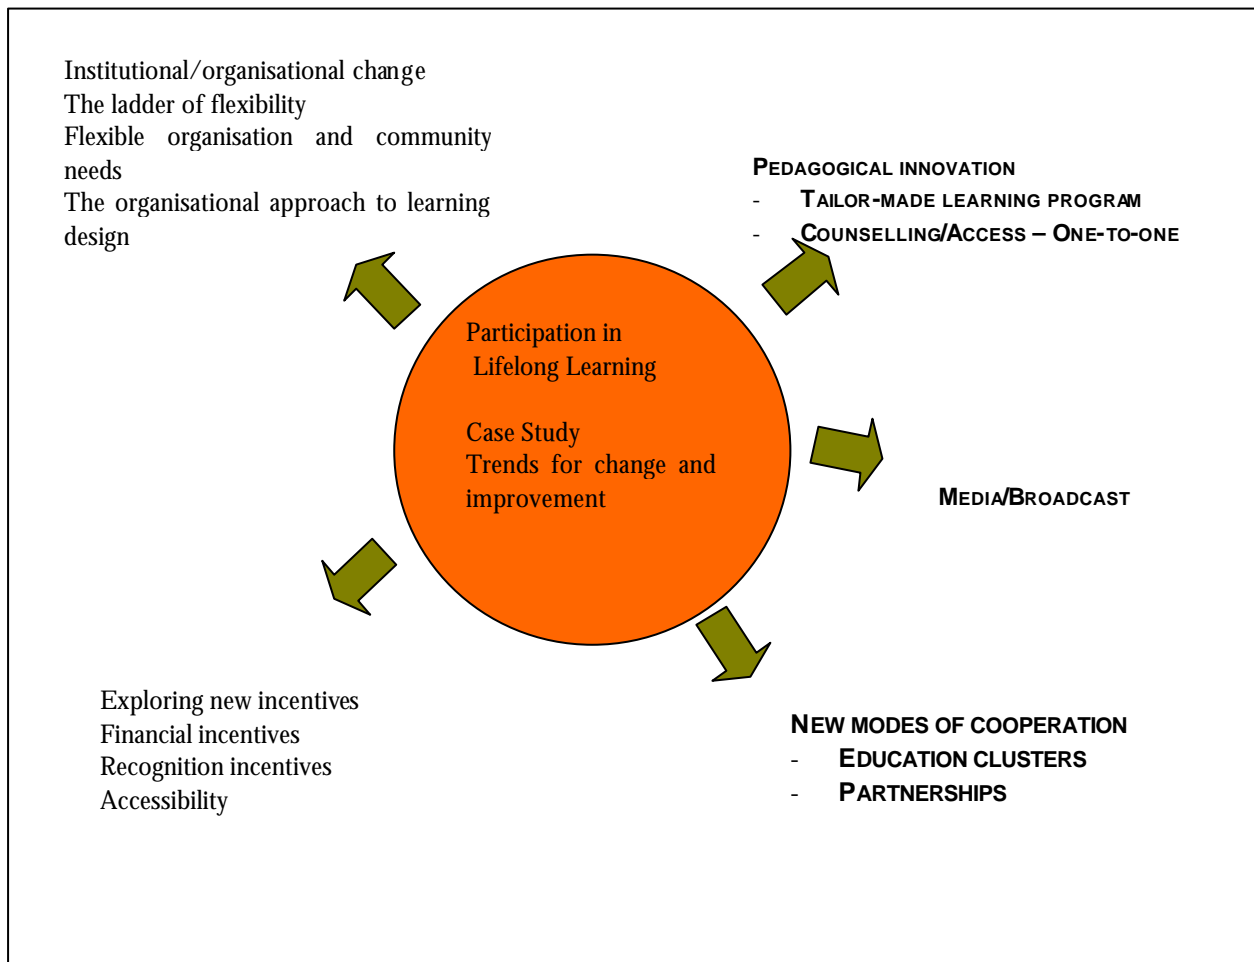 Institutional/organisational change
The ladder of flexibility
Flexible organisation and community
needs
The organisational approach to learning
design
PEDAGOGICAL INNOVATION
- TAILOR-MADE LEARNING PROGRAM
- COUNSELLING/ACCESS – ONE-TO-ONE
Participation in
Lifelong Learning
Case Study
Trends for change and
improvement
MEDIA/BROADCAST
Exploring new incentives
Financial incentives
Recognition incentives
Accessibility
NEW MODES OF COOPERATION
- EDUCATION CLUSTERS
- PARTNERSHIPS